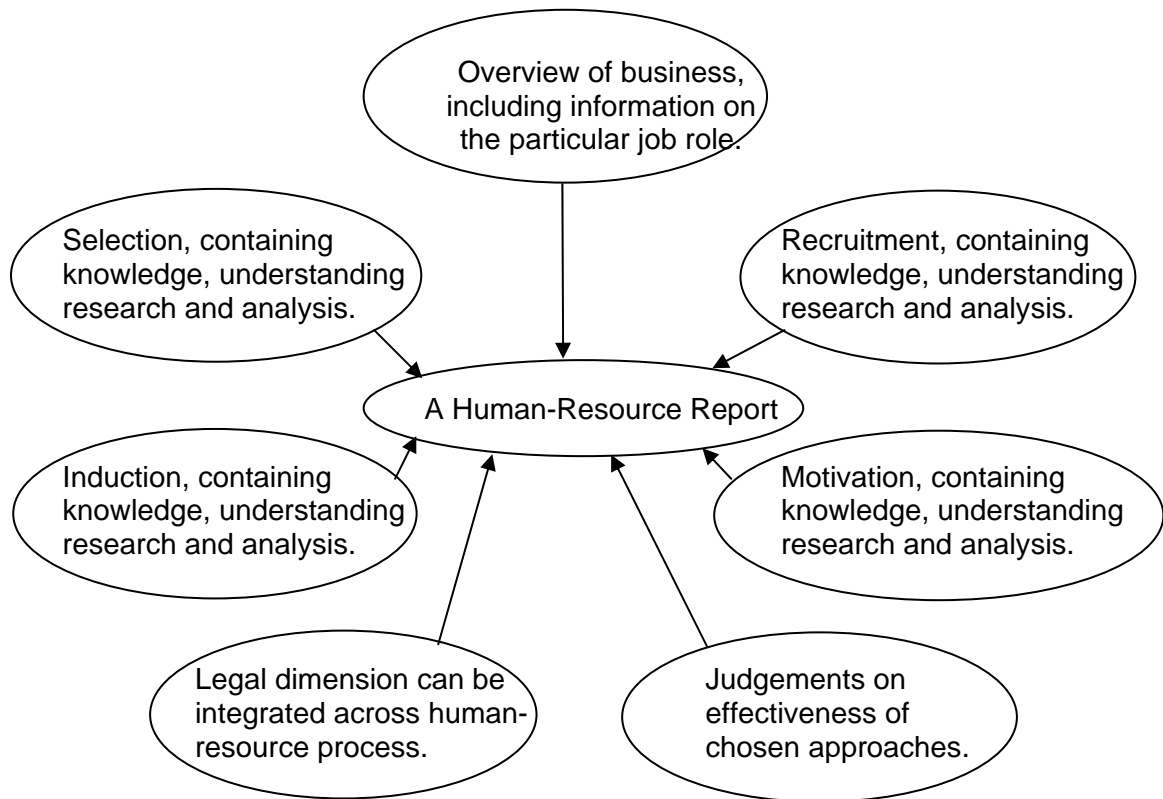 Overview of business,
including information on
the particular job role.
Selection, containing
knowledge, understanding
research and analysis.
Recruitment, containing
knowledge, understanding
research and analysis.
A Human-Resource Report
Induction, containing
knowledge, understanding
research and analysis.
Motivation, containing
knowledge, understanding
research and analysis.
Legal dimension can be
integrated across human-
resource process.
Judgements on
effectiveness of
chosen approaches.